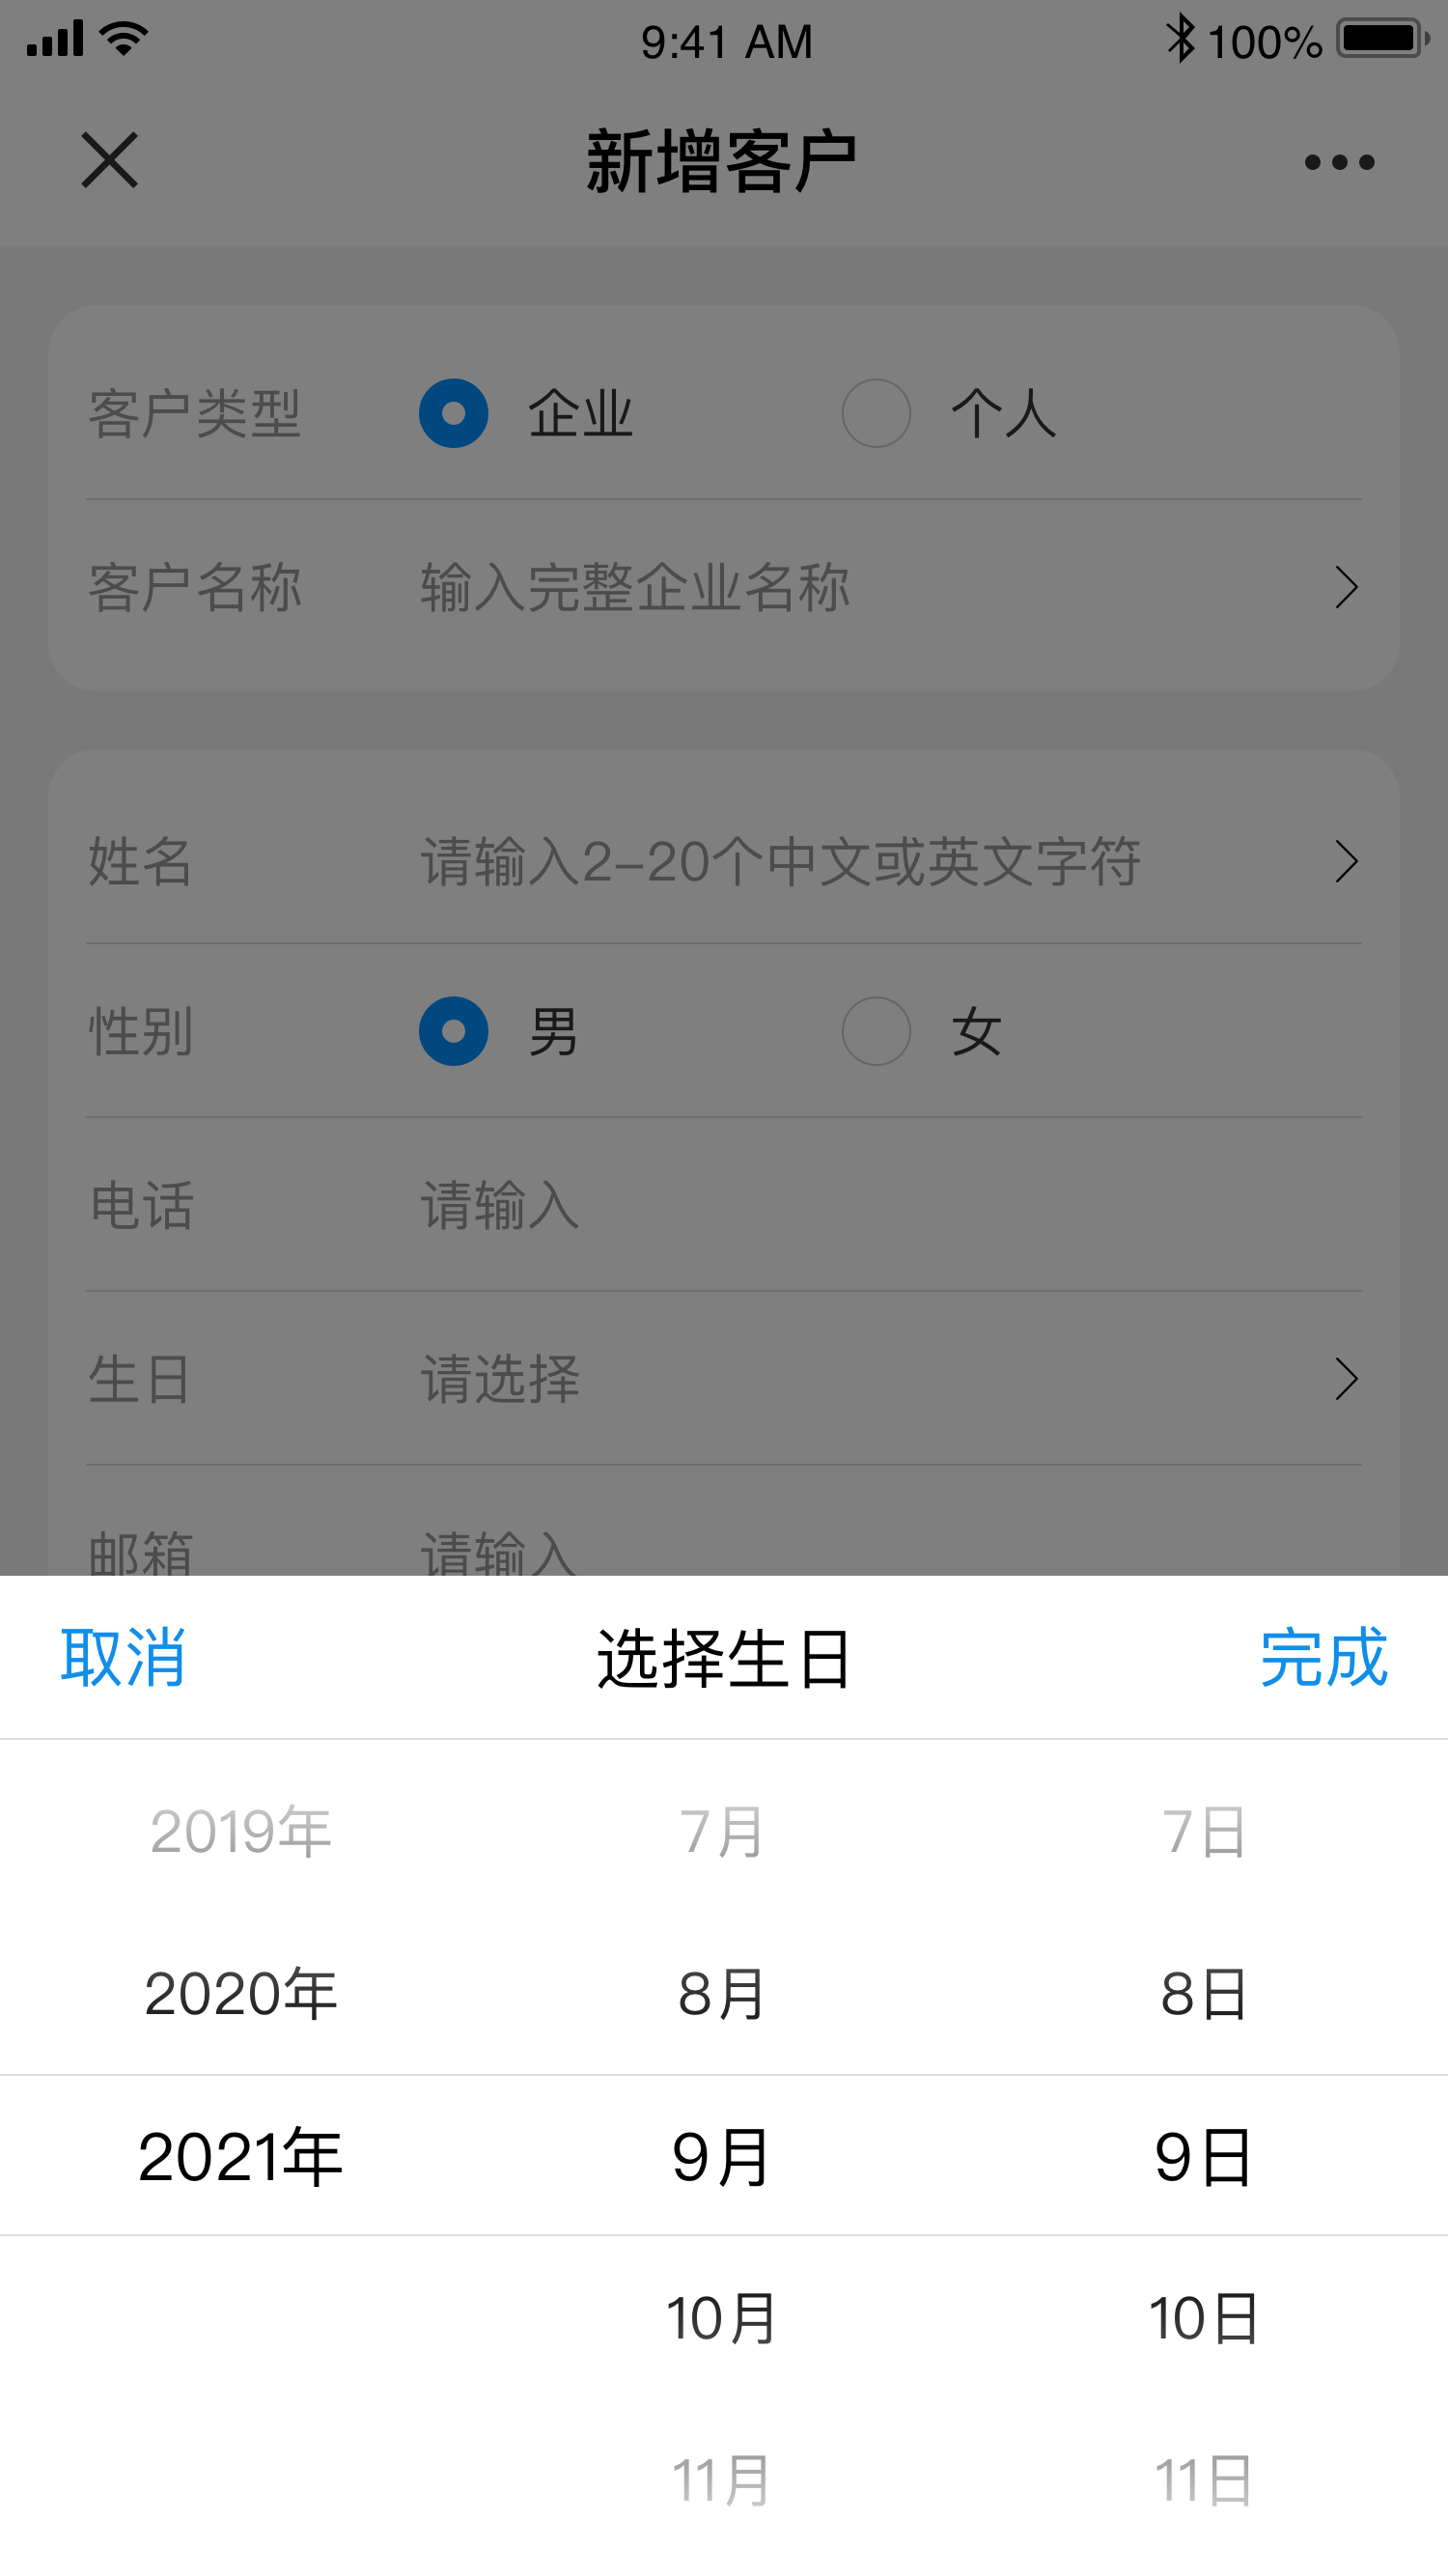 9:41 AM 100%
新增客户
客户类型 企业 个人
客户名称 输入完整企业名称
姓名 请输入2-20个中文或英文字符
性别 男 女
电话 请输入
生日 请选择
邮箱 请输入
取消 选择生日 完成
2019年 7月 7日
2020年 8月 8日
2021年 9月 9日
10月 10日
11月 11日